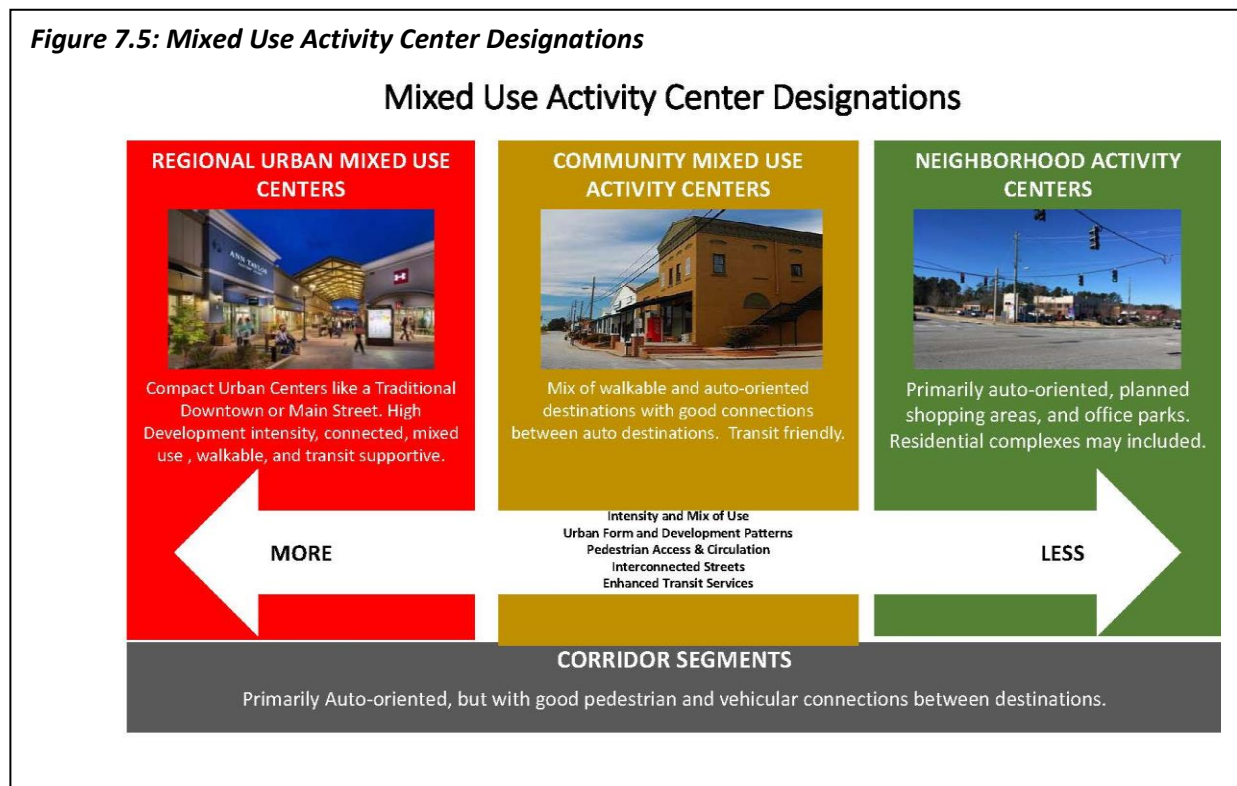 Figure 7.5: Mixed Use Activity Center Designations
Mixed Use Activity Center Designations
REGIONAL URBAN MIXED USE
CENTERS
ANN TAYLOR
Compact Urban Centers like a Traditional
Downtown or Main Street. High
Development intensity, connected, mixed
use , walkable, and transit supportive.
COMMUNITY MIXED USE
ACTIVITY CENTERS
Mix of walkable and auto-oriented
destinations with good connections
between auto destinations. Transit friendly.
NEIGHBORHOOD ACTIVITY
CENTERS
Primarily auto-oriented, planned
shopping areas, and office parks.
Residential complexes may included.
MORE
Intensity and Mix of Use
Urban Form and Development Patterns
Pedestrian Access & Circulation
Interconnected Streets
Enhanced Transit Services
LESS
CORRIDOR SEGMENTS
Primarily Auto-oriented, but with good pedestrian and vehicular connections between destinations.